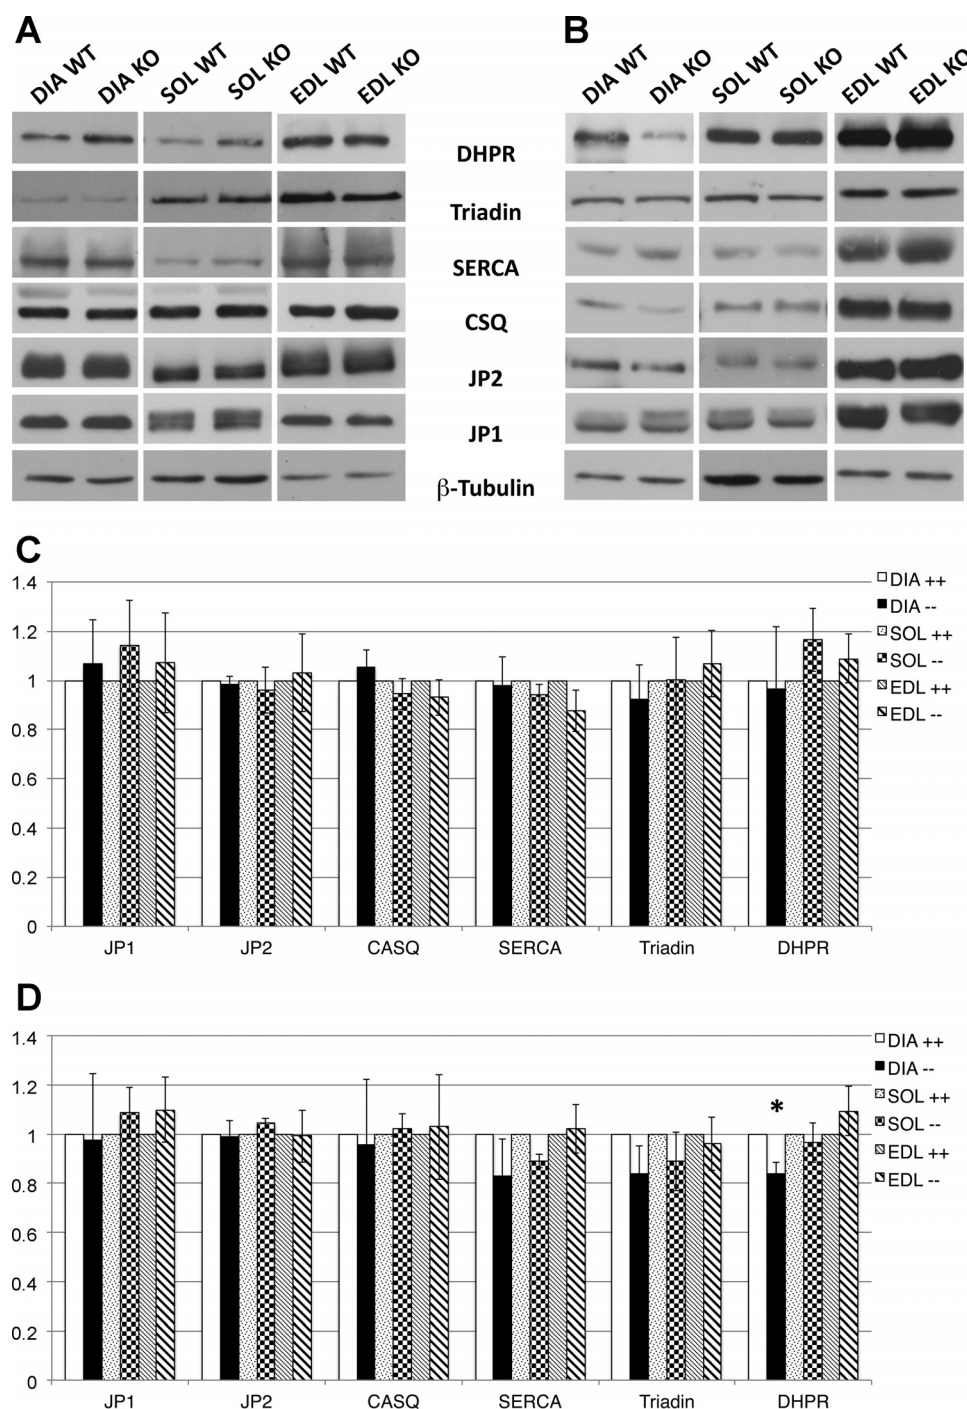 A
B
DIA WT
DIA KO
SOL WT
SOL KO
EDL WT
EDL KO
DIA WT
DIA KO
SOL WT
SOL KO
EDL WT
EDL KO
DHPR
Triadin
SERCA
CSQ
JP2
JP1
β-Tubulin
C
1.4
1.2
1
0.8
0.6
0.4
0.2
0
JP1
JP2
CASQ
SERCA
Triadin
DHPR
DIA ++
DIA --
SOL ++
SOL --
EDL ++
EDL --
D
1.4
1.2
1
0.8
0.6
0.4
0.2
0
*
JP1
JP2
CASQ
SERCA
Triadin
DHPR
DIA ++
DIA --
SOL ++
SOL --
EDL ++
EDL --